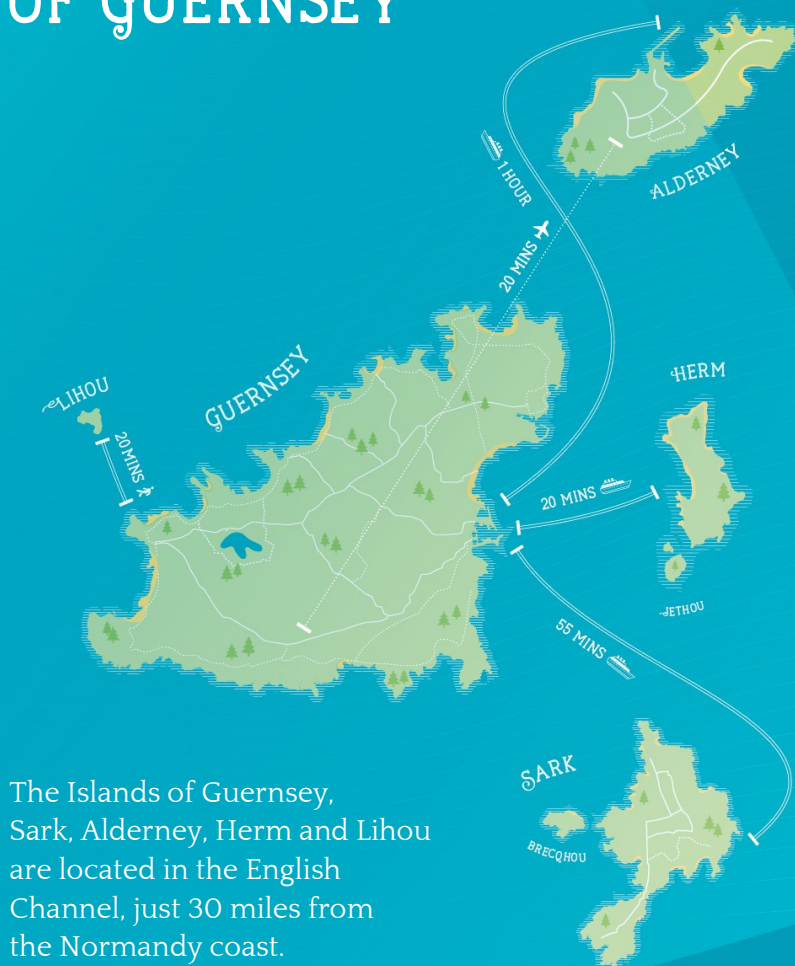 OF GUERNSEY
ALDERNEY
1 HOUR
20 MINS
GUERNSEY
HERM
LIHOU
20 MINS
20 MINS
JETHOU
55 MINS
SARK
BRECQHOU
The Islands of Guernsey,
Sark, Alderney, Herm and Lihou
are located in the English
Channel, just 30 miles from
the Normandy coast.